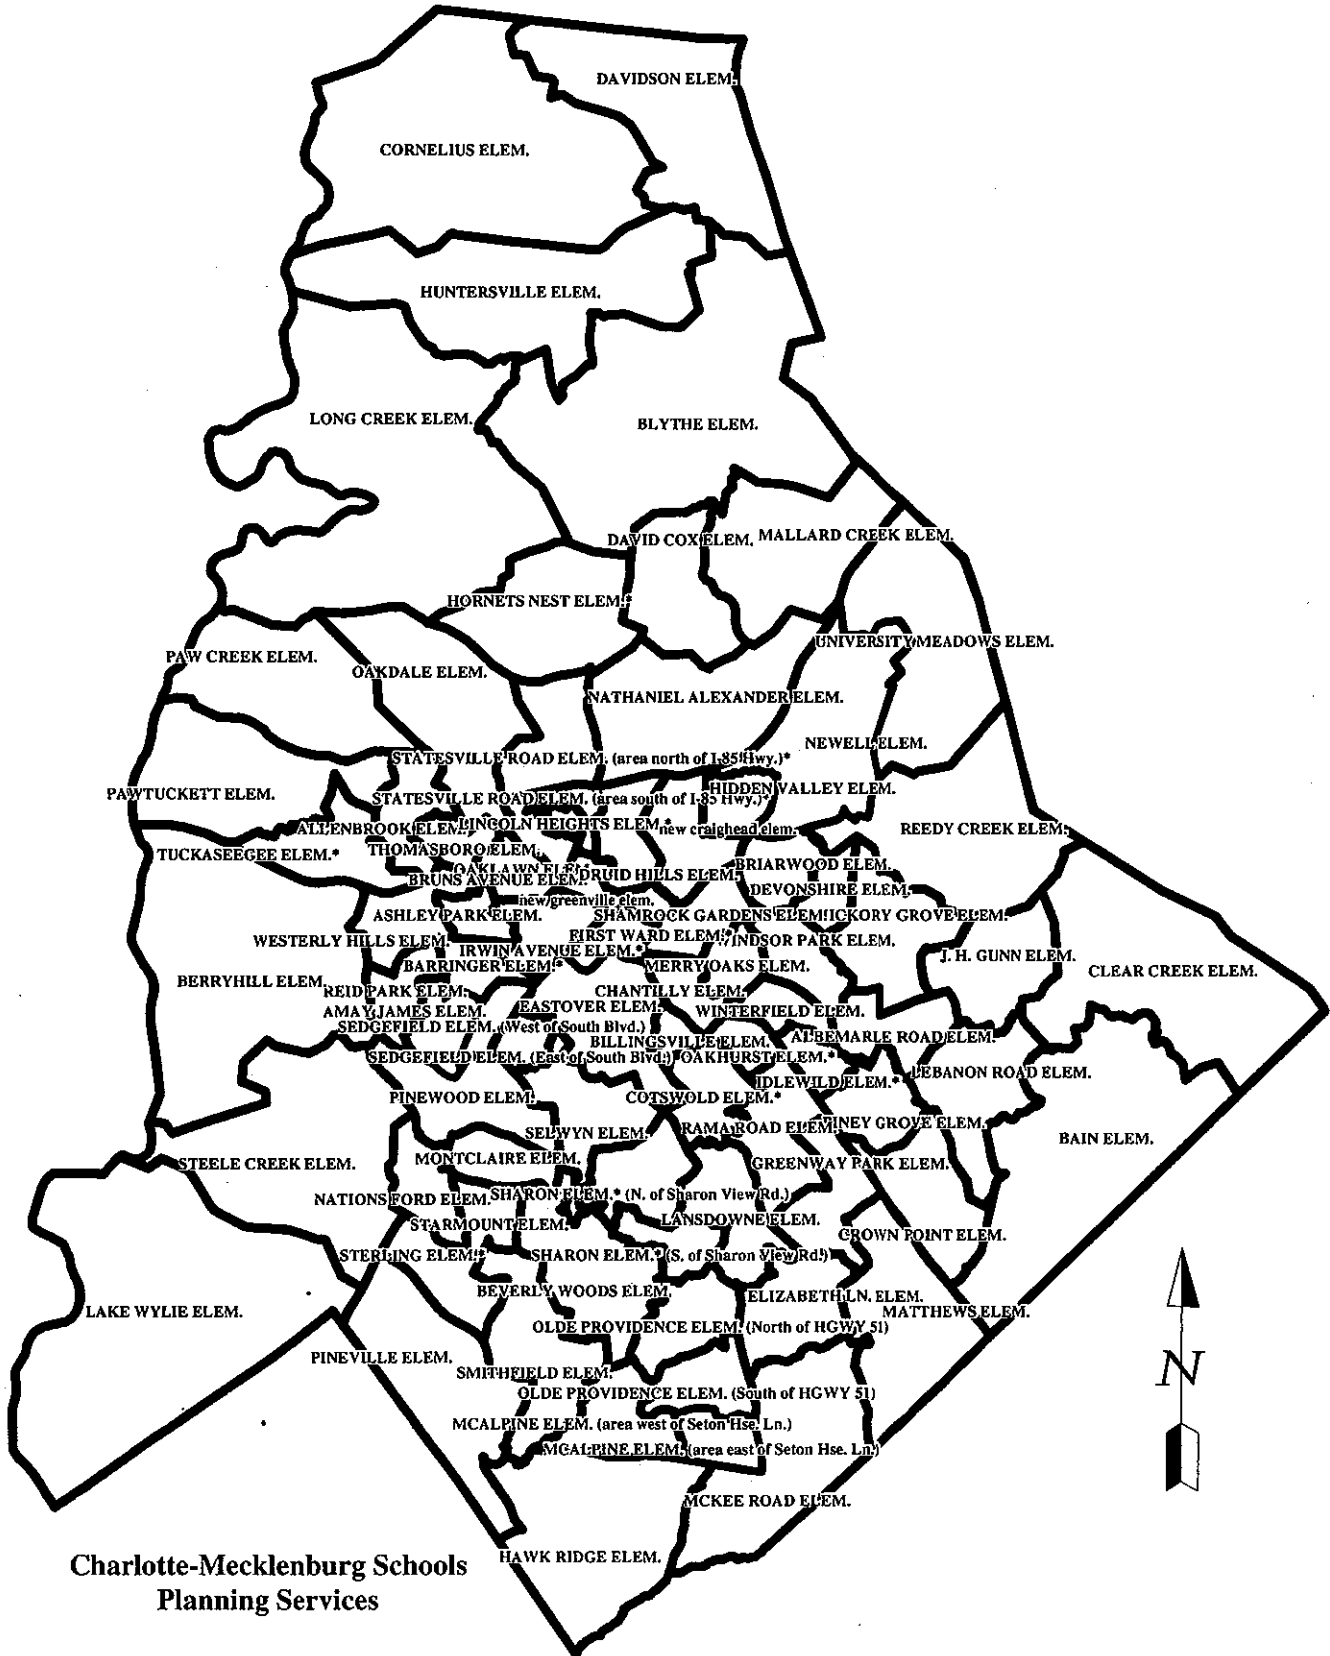 DAVIDSON ELEM.
CORNELIUS ELEM.
HUNTERSVILLE ELEM.
LONG CREEK ELEM.
BLYTHE ELEM.
DAVID COX ELEM.
MALLARD CREEK ELEM.
HORNETS NEST ELEM.*
UNIVERSITY MEADOWS ELEM.
PAW CREEK ELEM.
OAKDALE ELEM.
NATHANIEL ALEXANDER ELEM.
NEWELL ELEM.
STATESVILLE ROAD ELEM. (area north of I-85 Hwy.)*
HIDDEN VALLEY ELEM.
PAWTUCKETT ELEM.
STATESVILLE ROAD ELEM. (area south of I-85 Hwy.)*
ALLENBROOK ELEM.
LINCOLN HEIGHTS ELEM.*
new craighead elem.
REEDY CREEK ELEM.
TUCKASEEGEE ELEM.*
THOMASBORO ELEM.
OAKLAWN ELEM.
DRUID HILLS ELEM.
BRIARWOOD ELEM.
BRUNS AVENUE ELEM.
DEVONSHIRE ELEM.
new greenville elem.
ASHLEY PARK ELEM.
SHAMROCK GARDENS ELEM.
HICKORY GROVE ELEM.
WESTERLY HILLS ELEM.
FIRST WARD ELEM.*
WINDSOR PARK ELEM.
IRWIN AVENUE ELEM.*
J. H. GUNN ELEM.
BARRINGER ELEM.*
MERRY OAKS ELEM.
CLEAR CREEK ELEM.
BERRYHILL ELEM.
REID PARK ELEM.
CHANTILLY ELEM.
AMAY JAMES ELEM.
EASTOVER ELEM.
WINTERFIELD ELEM.
SEDGEFIELD ELEM. (West of South Blvd.)
BILLINGSVILLE ELEM.
ALBEMARLE ROAD ELEM.
SEDGEFIELD ELEM. (East of South Blvd.)
OAKHURST ELEM.*
LEBANON ROAD ELEM.
IDLEWILD ELEM.*
PINEWOOD ELEM.
COTSWOLD ELEM.*
SELWYN ELEM.
RAMA ROAD ELEM.
PINEY GROVE ELEM.
BAIN ELEM.
MONTCLAIRE ELEM.
STEELE CREEK ELEM.
GREENWAY PARK ELEM.
NATIONS FORD ELEM.
SHARON ELEM.* (N. of Sharon View Rd.)
STARMOUNT ELEM.
LANSDOWNE ELEM.
CROWN POINT ELEM.
STERLING ELEM.*
SHARON ELEM.* (S. of Sharon View Rd.)
BEVERLY WOODS ELEM.
ELIZABETH LN. ELEM.
LAKE WYLIE ELEM.
MATTHEWS ELEM.
OLDE PROVIDENCE ELEM. (North of HGWY 51)
PINEVILLE ELEM.
SMITHFIELD ELEM.
OLDE PROVIDENCE ELEM. (South of HGWY 51)
MCALPINE ELEM. (area west of Seton Hse. Ln.)
MCALPINE ELEM. (area east of Seton Hse. Ln.)
MCKEE ROAD ELEM.
HAWK RIDGE ELEM.
N
Charlotte-Mecklenburg Schools
Planning Services